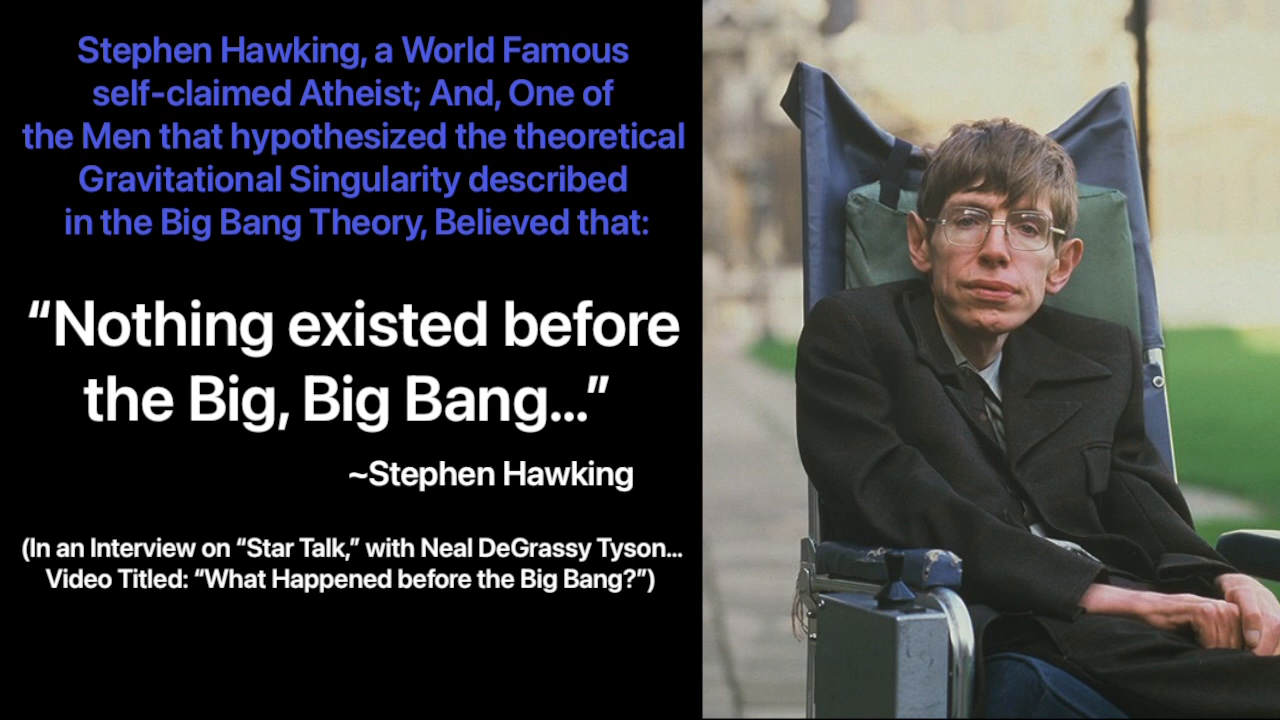 Stephen Hawking, a World Famous
self-claimed Atheist; And, One of
the Men that hypothesized the theoretical
Gravitational Singularity described
in the Big Bang Theory, Believed that:
“Nothing existed before
the Big, Big Bang...”
~Stephen Hawking
(In an Interview on “Star Talk,” with Neal DeGrassy Tyson...
Video Titled: “What Happened before the Big Bang?”)